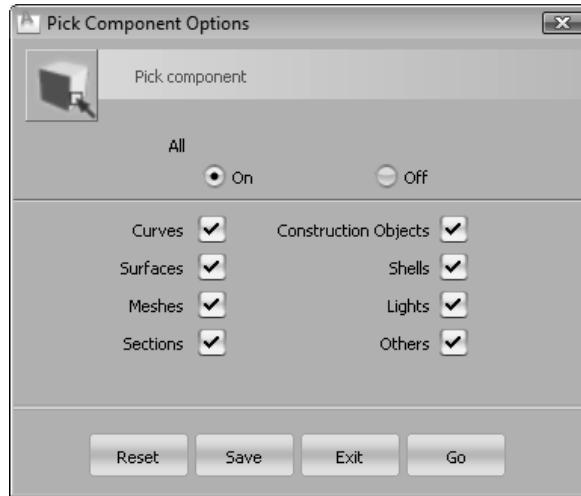 Pick Component Options
Pick component
All
On Off
Curves Construction Objects
Surfaces Shells
Meshes Lights
Sections Others
Reset Save Exit Go